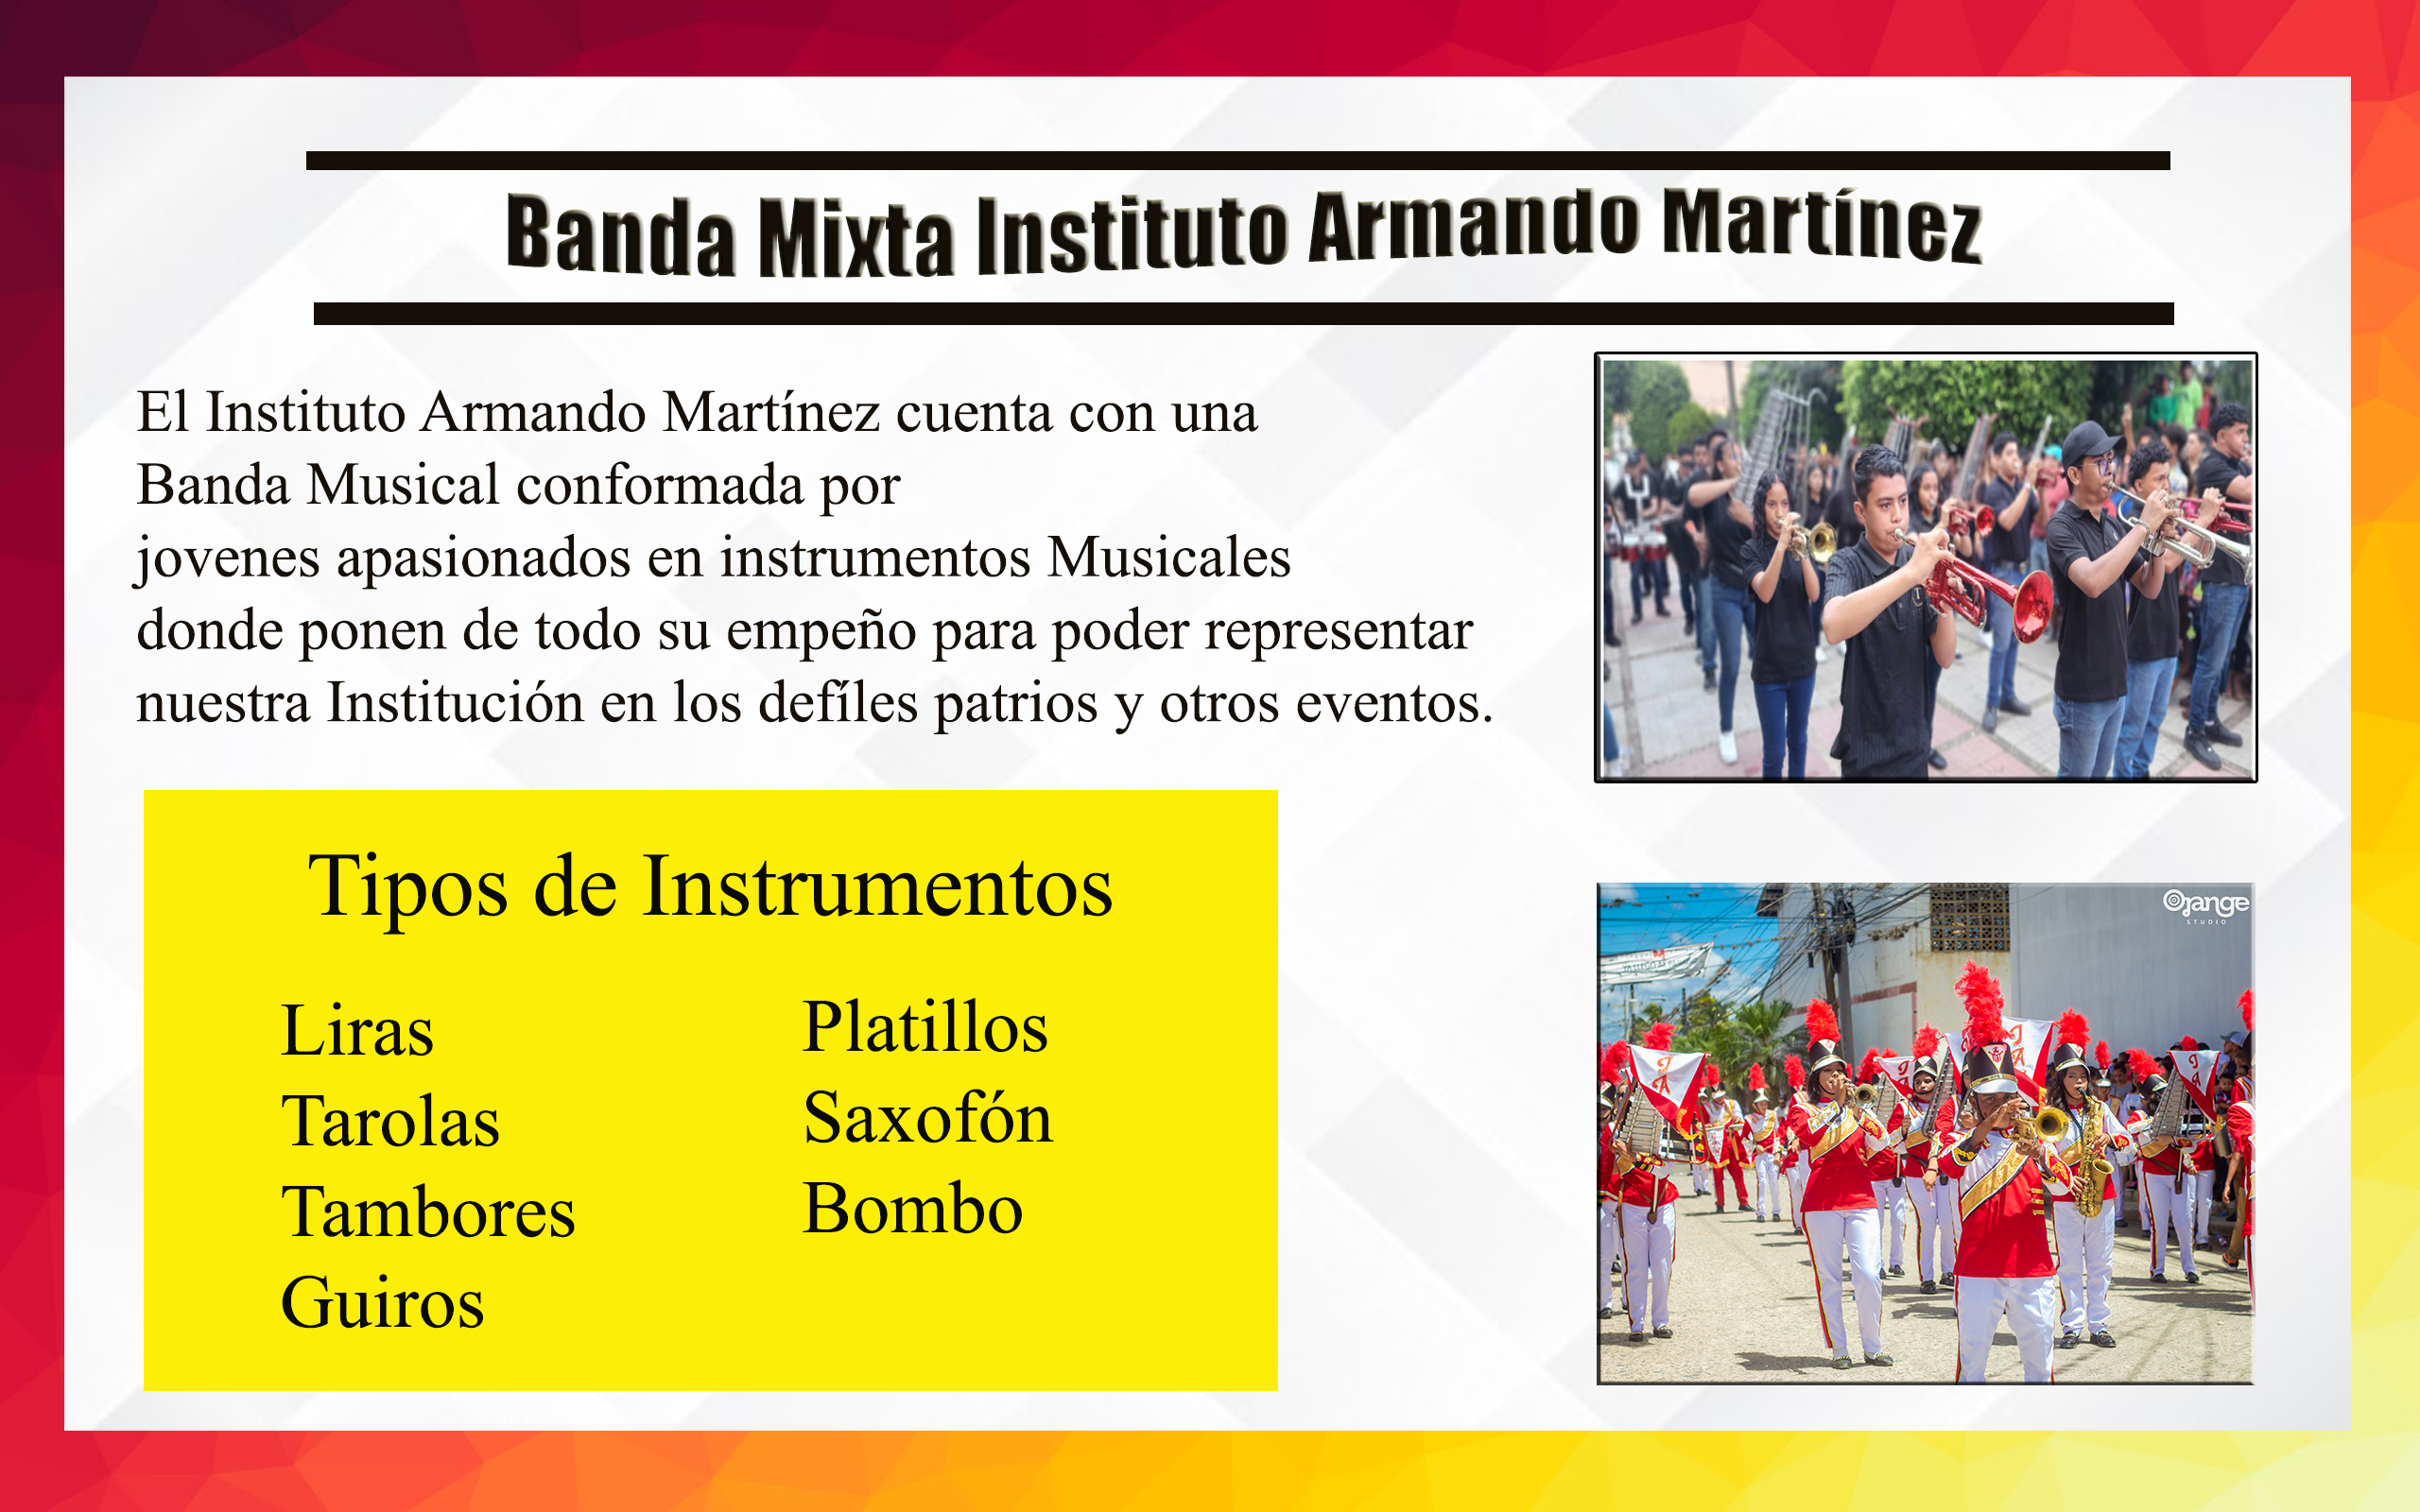 Banda Mixta Instituto Armando Martínez
El Instituto Armando Martínez cuenta con una
Banda Musical conformada por
jovenes apasionados en instrumentos Musicales
donde ponen de todo su empeño para poder representar
nuestra Institución en los defíles patrios y otros eventos.
Tipos de Instrumentos
Liras
Tarolas
Tambores
Guiros
Platillos
Saxofón
Bombo
Orange
STUDIO